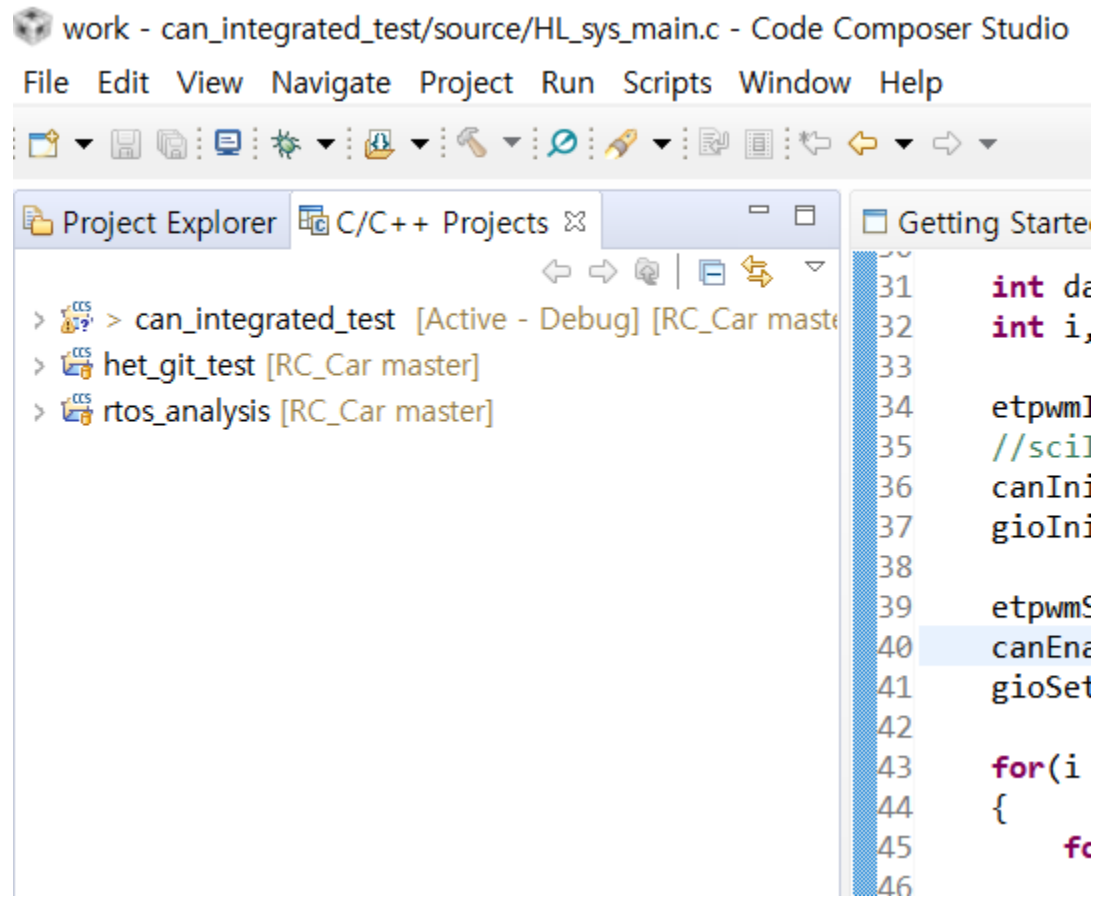 work - can_integrated_test/source/HL_sys_main.c - Code Composer Studio
File Edit View Navigate Project Run Scripts Window Help
Project Explorer C/C++ Projects
Getting Starte
> can_integrated_test [Active - Debug] [RC_Car maste
het_git_test [RC_Car master]
rtos_analysis [RC_Car master]
31 int da
32 int i,
33
34 etpwmI
35 //sciI
36 canIni
37 gioIni
38
39 etpwmS
40 canEna
41 gioSet
42
43 for(i
44 {
45 fo
46